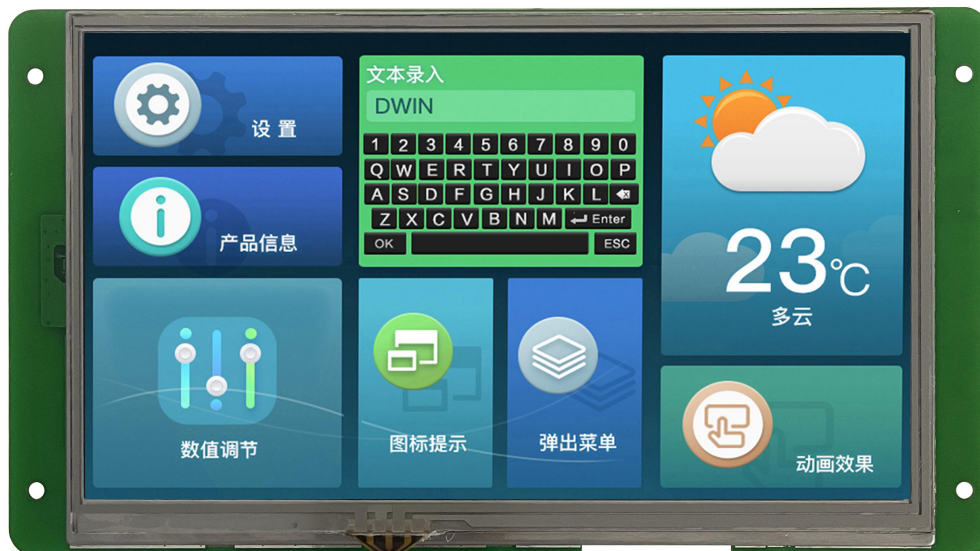 设 置
产品信息
数值调节
文本录入
DWIN
1 2 3 4 5 6 7 8 9 0
Q W E R T Y U I O P
A S D F G H J K L
Z X C V B N M Enter
OK ESC
图标提示
弹出菜单
23℃
多云
动画效果